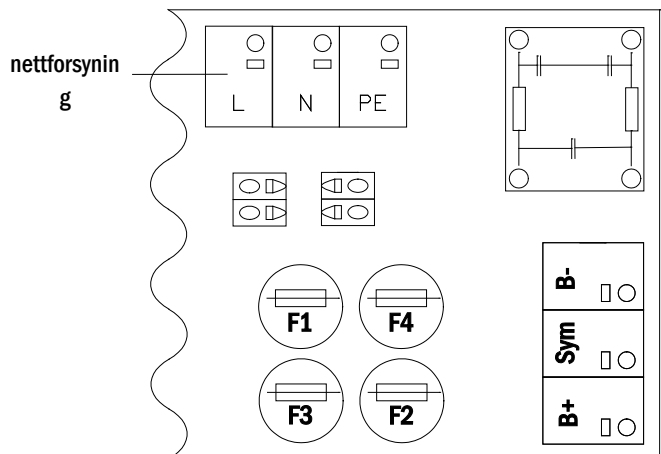 nettforsynin
g
L N PE
B-
F1 F4
Sym
F3 F2
B+